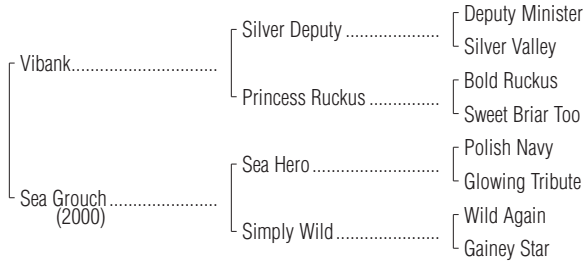 Deputy Minister
Silver Deputy ....................
Silver Valley
Vibank...............................
Bold Ruckus
Princess Ruckus ...............
Sweet Briar Too
Polish Navy
Sea Hero ...........................
Glowing Tribute
Sea Grouch .......................
(2000)
Wild Again
Simply Wild ......................
Gainey Star